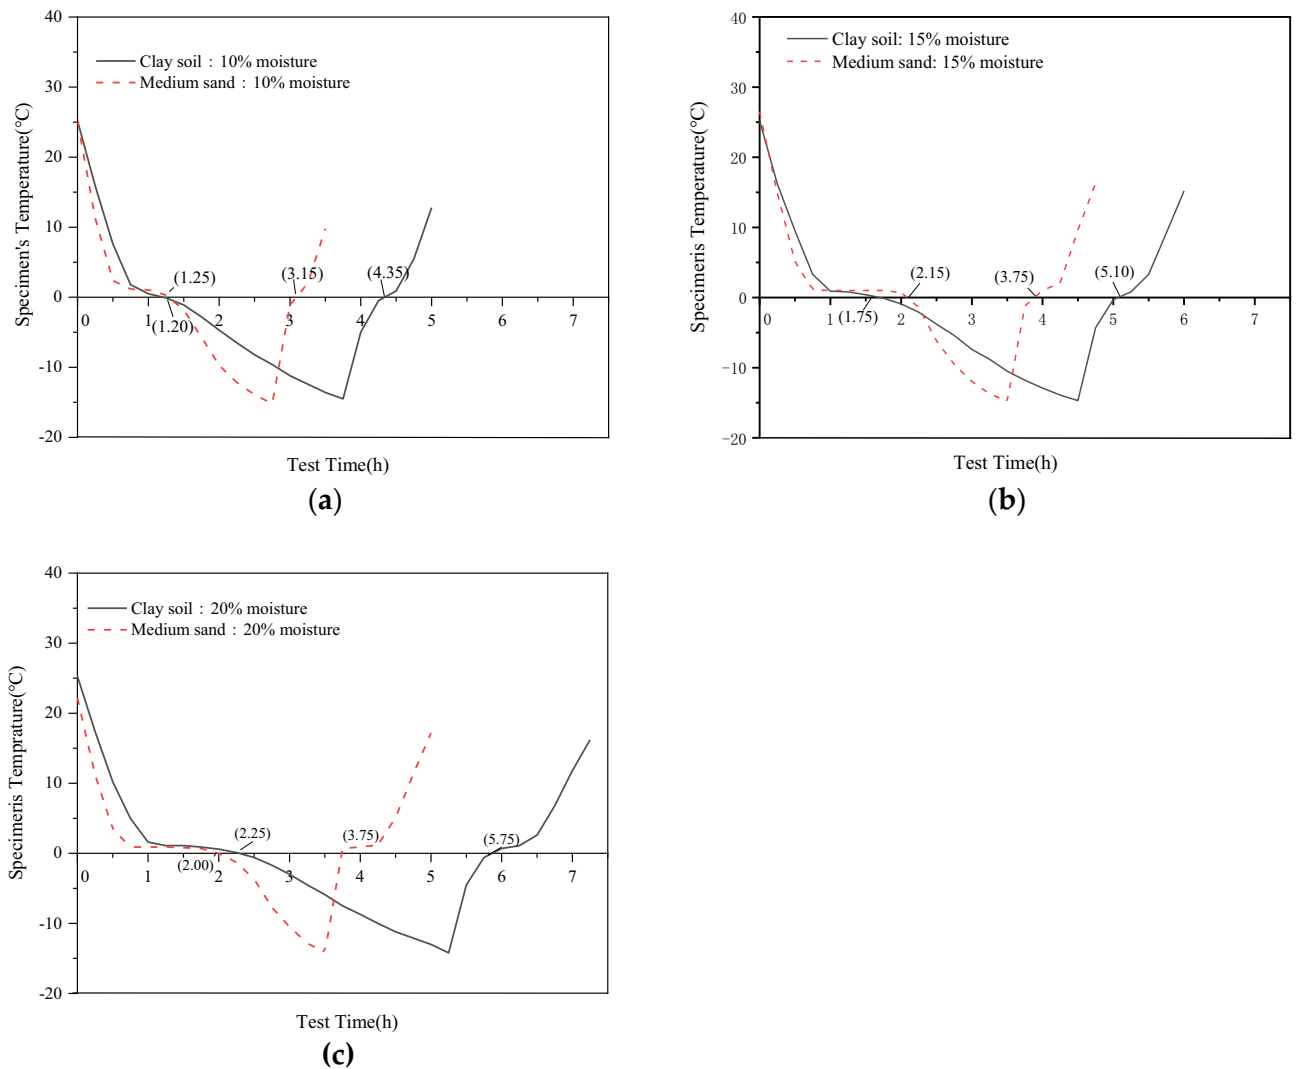 40
30
20
10
0
-10
-20
Specimen's Temperature(°C)
Clay soil : 10% moisture
Medium sand : 10% moisture
(1.25)
(3.15)
(4.35)
(1.20)
0 1 2 3 4 5 6 7
Test Time(h)
(a)
40
30
20
10
0
-10
-20
Specimeris Temperature(°C)
Clay soil: 15% moisture
Medium sand: 15% moisture
(2.15)
(3.75)
(5.10)
(1.75)
0 1 2 3 4 5 6 7
Test Time(h)
(b)
40
30
20
10
0
-10
-20
Specimeris Temprature(°C)
Clay soil : 20% moisture
Medium sand : 20% moisture
(2.25)
(3.75)
(5.75)
(2.00)
0 1 2 3 4 5 6 7
Test Time(h)
(c)